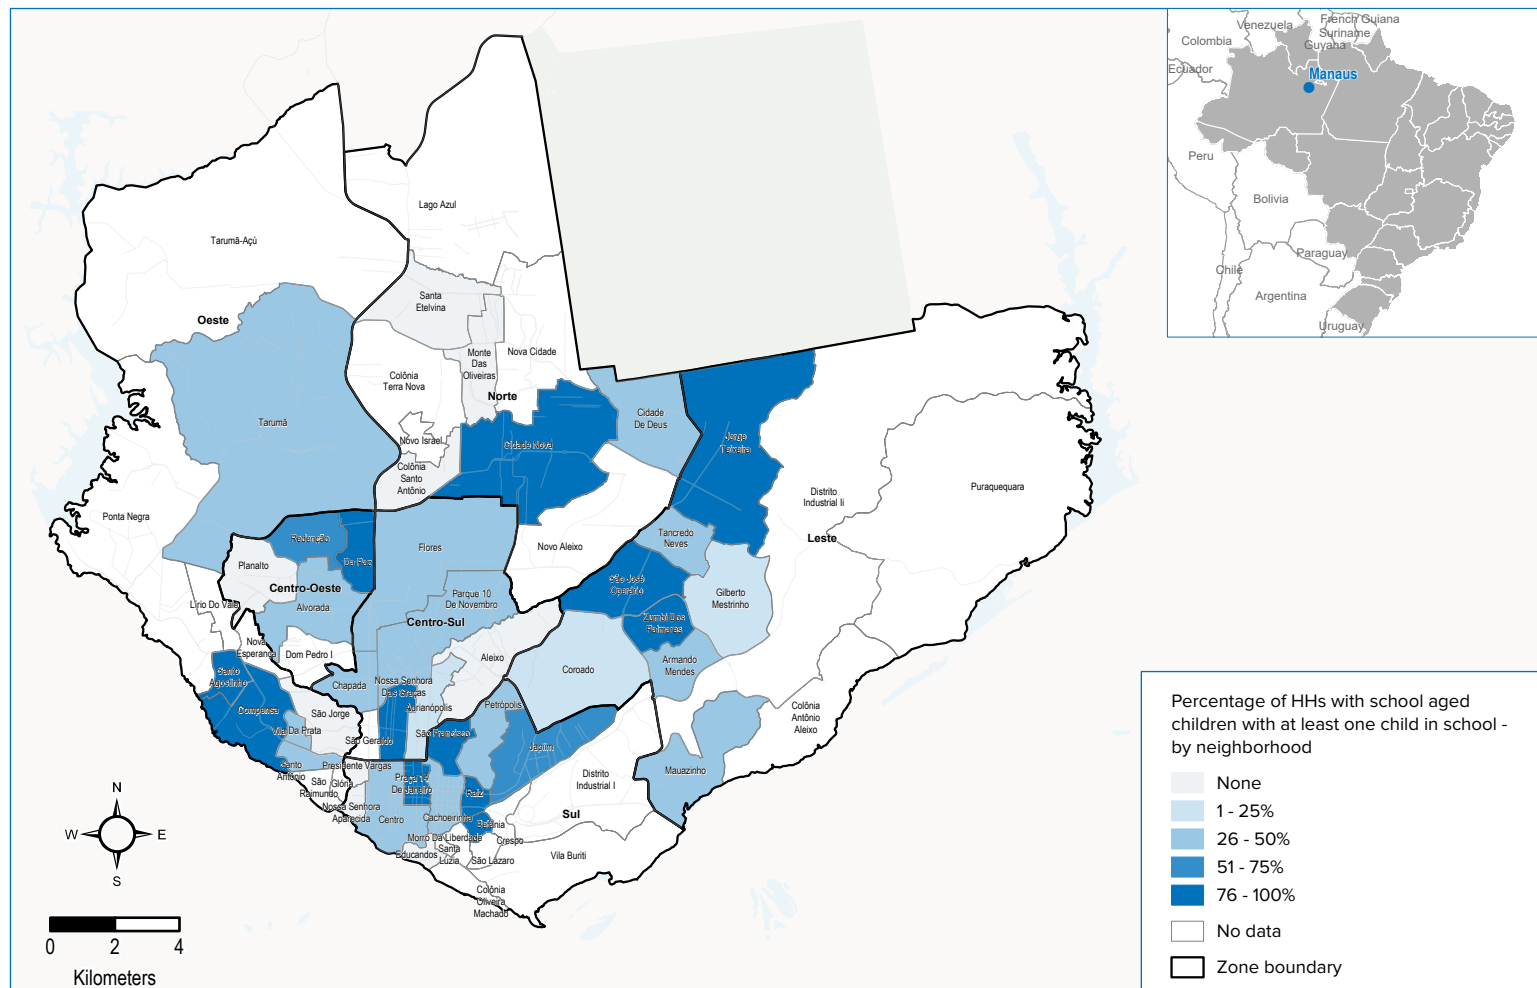 Venezuela
French Guiana
Suriname
Guyana
Colombia
Ecuador
Manaus
Peru
Bolivia
Paraguay
Chile
Argentina
Uruguay
Lago Azul
Tarumã-Açú
Santa
Etelvina
Oeste
Monte
Das
Oliveiras
Nova Cidade
Colônia
Terra Nova
Norte
Cidade
De Deus
Tarumã
Novo Israel
Cidade Nova
Jorge
Teixeira
Colônia
Santo
Antônio
Puraquequara
Distrito
Industrial Ii
Ponta Negra
Redenção
Flores
Novo Aleixo
Tancredo
Neves
Leste
Da Paz
Planalto
Centro-Oeste
São José
Operário
Gilberto
Mestrinho
Parque 10
De Novembro
Lírio Do Vale
Alvorada
Centro-Sul
Zumbi Dos
Palmares
Nova
Esperança
Dom Pedro I
Aleixo
Coroado
Armando
Mendes
Santo
Agostinho
Chapada
Nossa Senhora
Das Graças
Adrianópolis
Petrópolis
Compensa
São Jorge
Vila Da Prata
São Geraldo
São Francisco
Japiim
Colônia
Antônio
Aleixo
Santo
Antônio
Presidente Vargas
Mauazinho
São
Raimundo
Glória
Praça 14
De Janeiro
Raiz
Distrito
Industrial I
Nossa Senhora
Aparecida
Centro
Cachoeirinha
Betânia
Sul
Morro Da Liberdade
Crespo
Educandos
Santa
Luzia
São Lázaro
Vila Buriti
Colônia
Oliveira
Machado
N
W
E
S
0 2 4
Kilometers
Percentage of HHs with school aged
children with at least one child in school -
by neighborhood
None
1 - 25%
26 - 50%
51 - 75%
76 - 100%
No data
Zone boundary